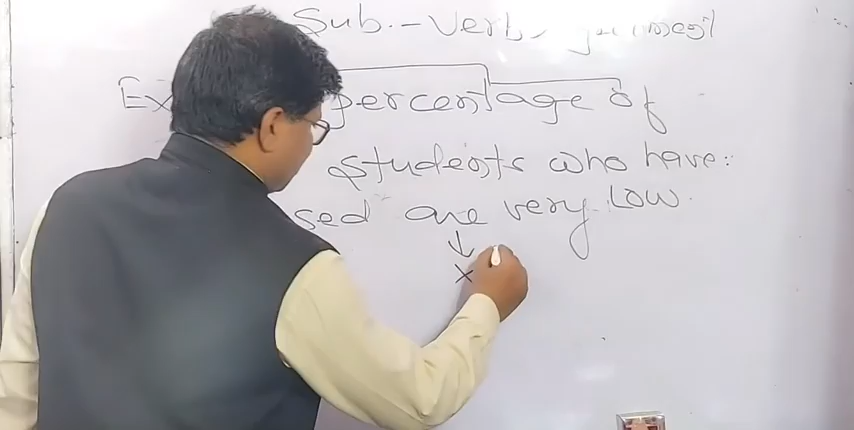 Sub.-Verb
Ex percentage of
students who have
sed are very low.
x